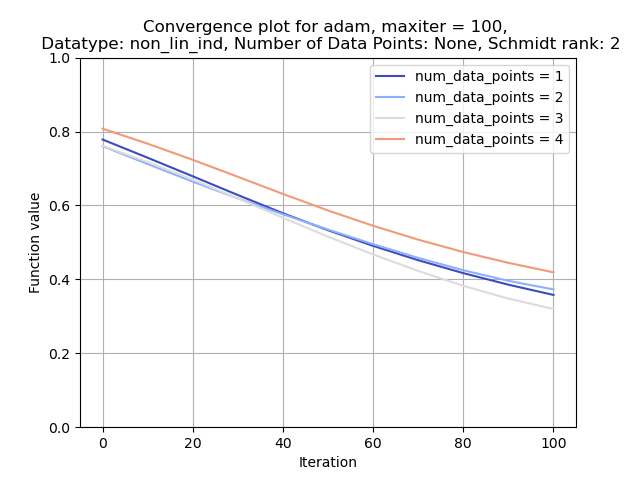 Convergence plot for adam, maxiter = 100,
Datatype: non_lin_ind, Number of Data Points: None, Schmidt rank: 2
1.0
0.8
0.6
0.4
0.2
0.0
Function value
num_data_points = 1
num_data_points = 2
num_data_points = 3
num_data_points = 4
0 20 40 60 80 100
Iteration